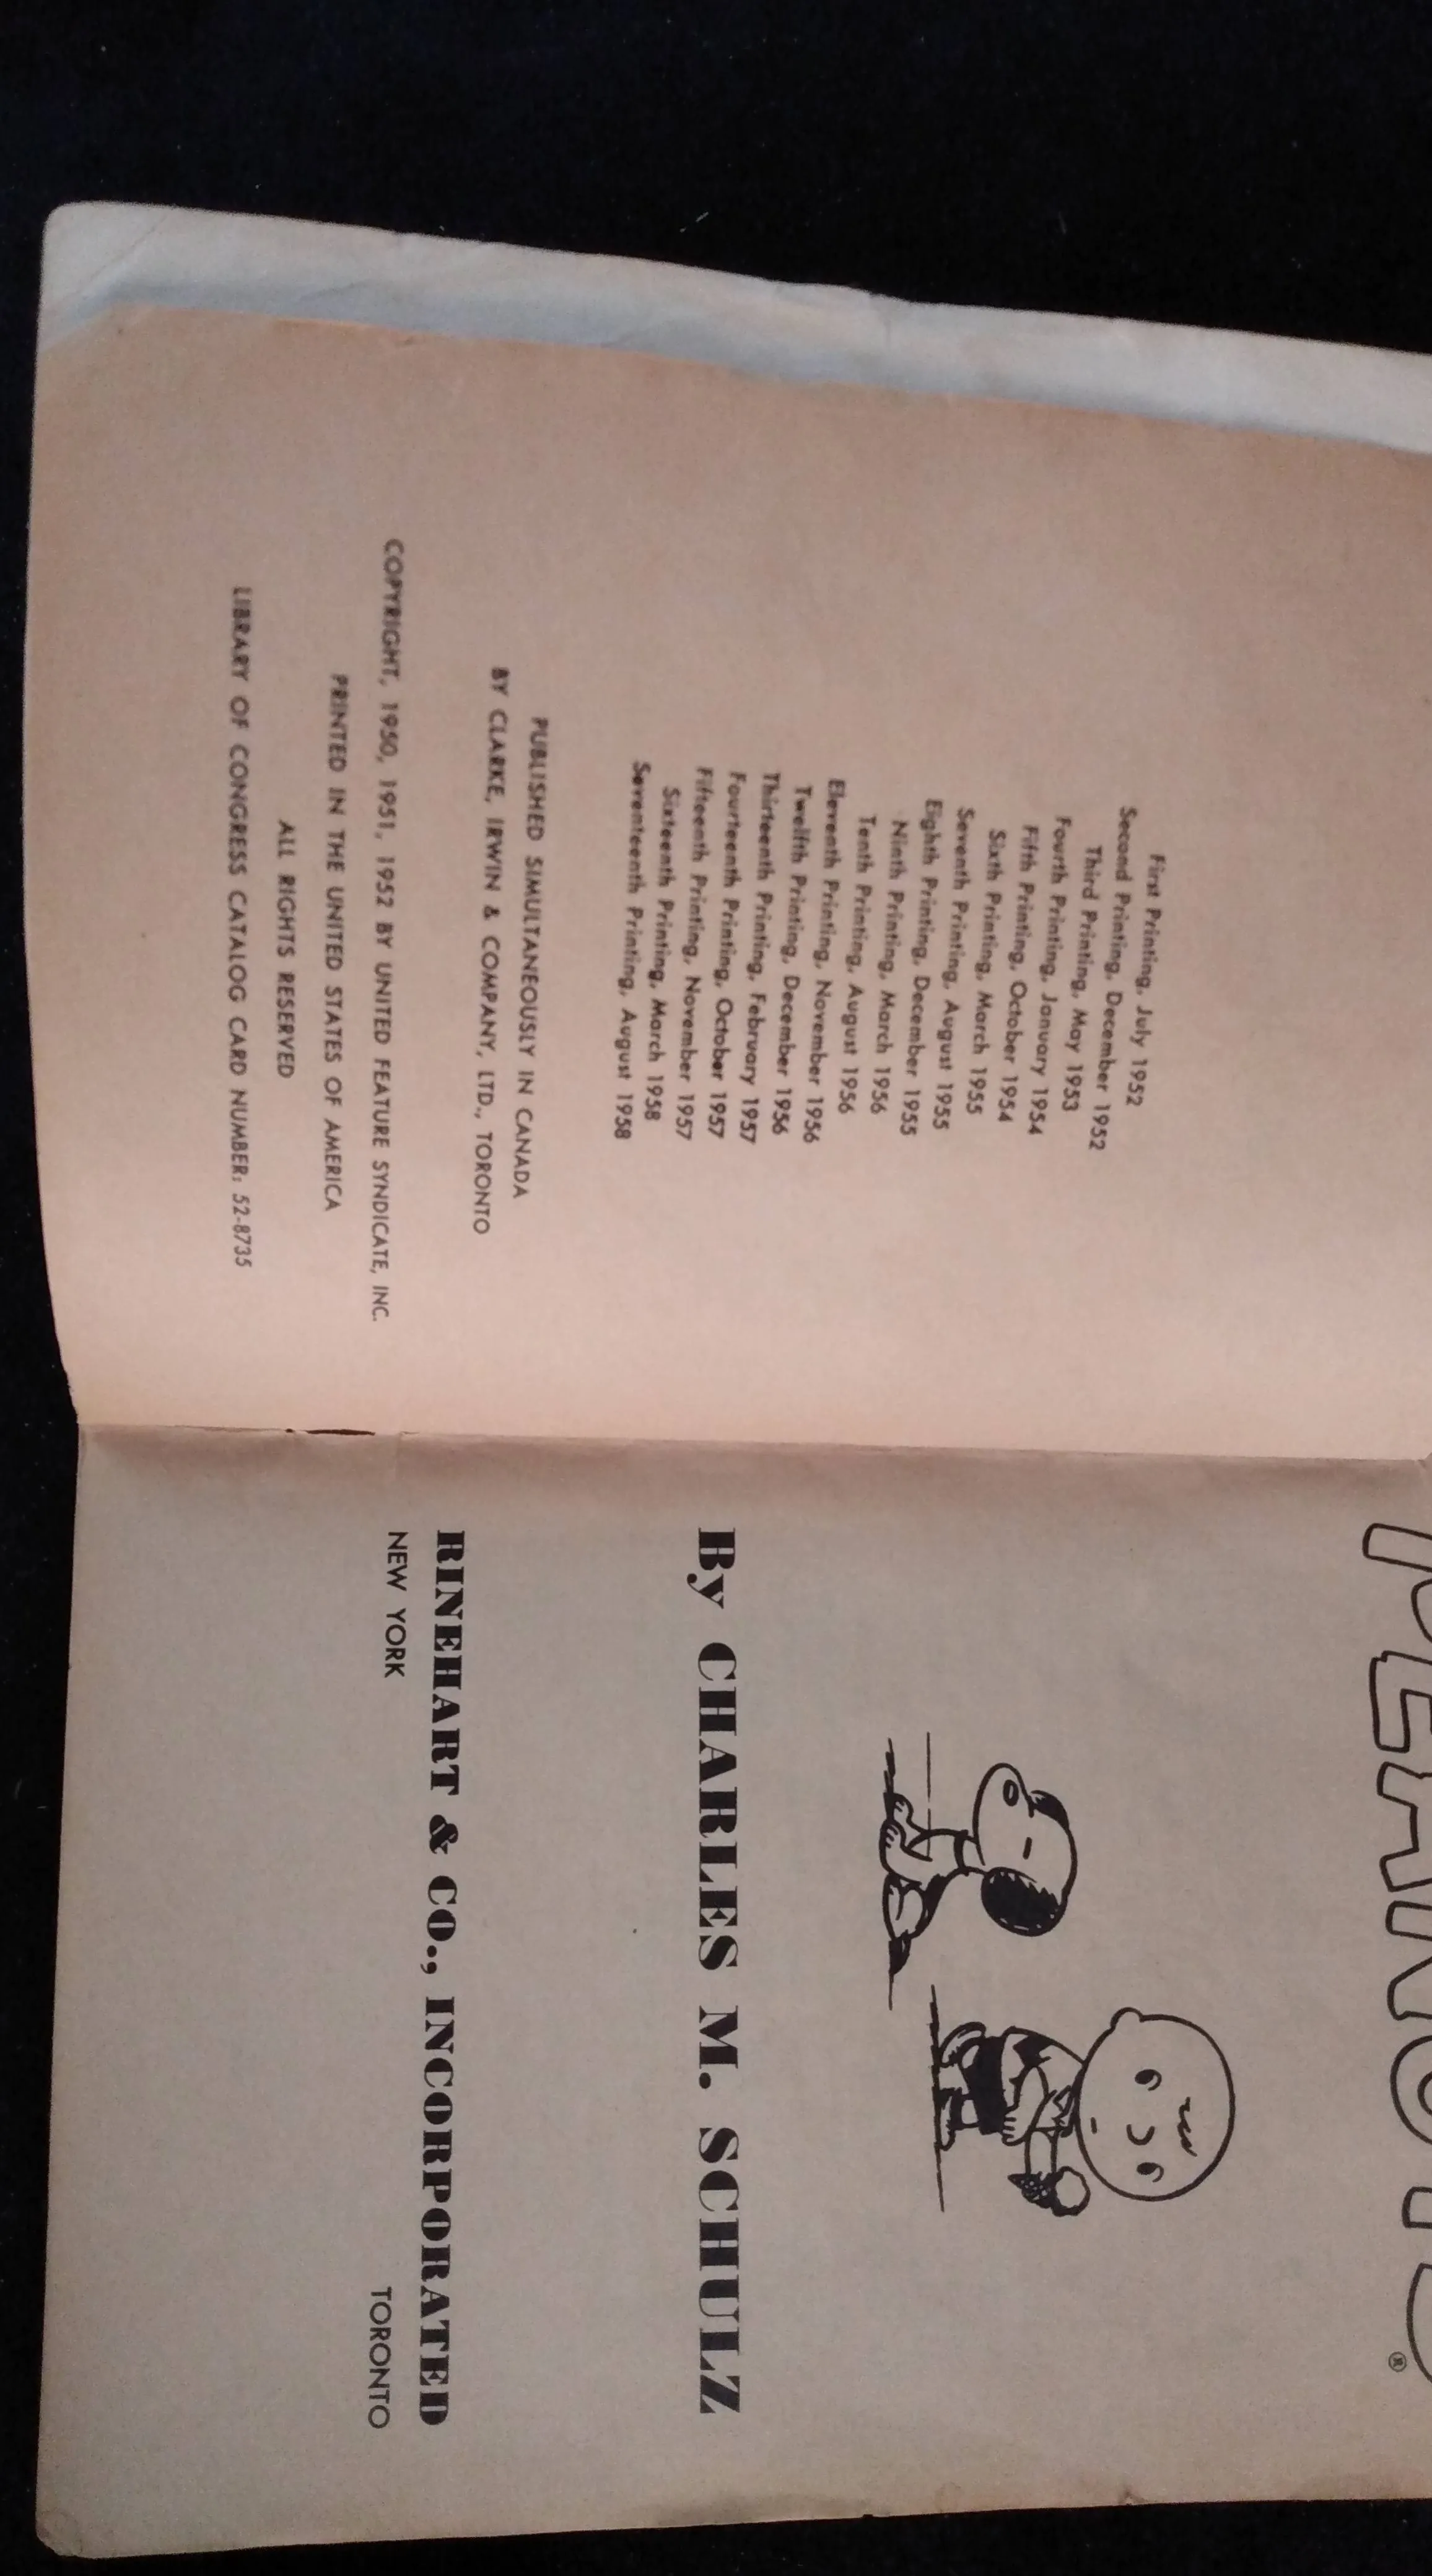 First Printing, July 1952
Second Printing, December 1952
Third Printing, May 1953
Fourth Printing, January 1954
Fifth Printing, October 1954
Sixth Printing, March 1955
Seventh Printing, August 1955
Eighth Printing, December 1955
Ninth Printing, March 1956
Tenth Printing, August 1956
Eleventh Printing, November 1956
Twelfth Printing, December 1956
Thirteenth Printing, February 1957
Fourteenth Printing, October 1957
Fifteenth Printing, November 1957
Sixteenth Printing, March 1958
Seventeenth Printing, August 1958
PUBLISHED SIMULTANEOUSLY IN CANADA
BY CLARKE, IRWIN & COMPANY, LTD., TORONTO
COPYRIGHT, 1950, 1951, 1952 BY UNITED FEATURE SYNDICATE, INC.
PRINTED IN THE UNITED STATES OF AMERICA
ALL RIGHTS RESERVED
LIBRARY OF CONGRESS CATALOG CARD NUMBER: 52-8735
PEANUTS ®
By CHARLES M. SCHULZ
RINEHART & CO., INCORPORATED
NEW YORK TORONTO